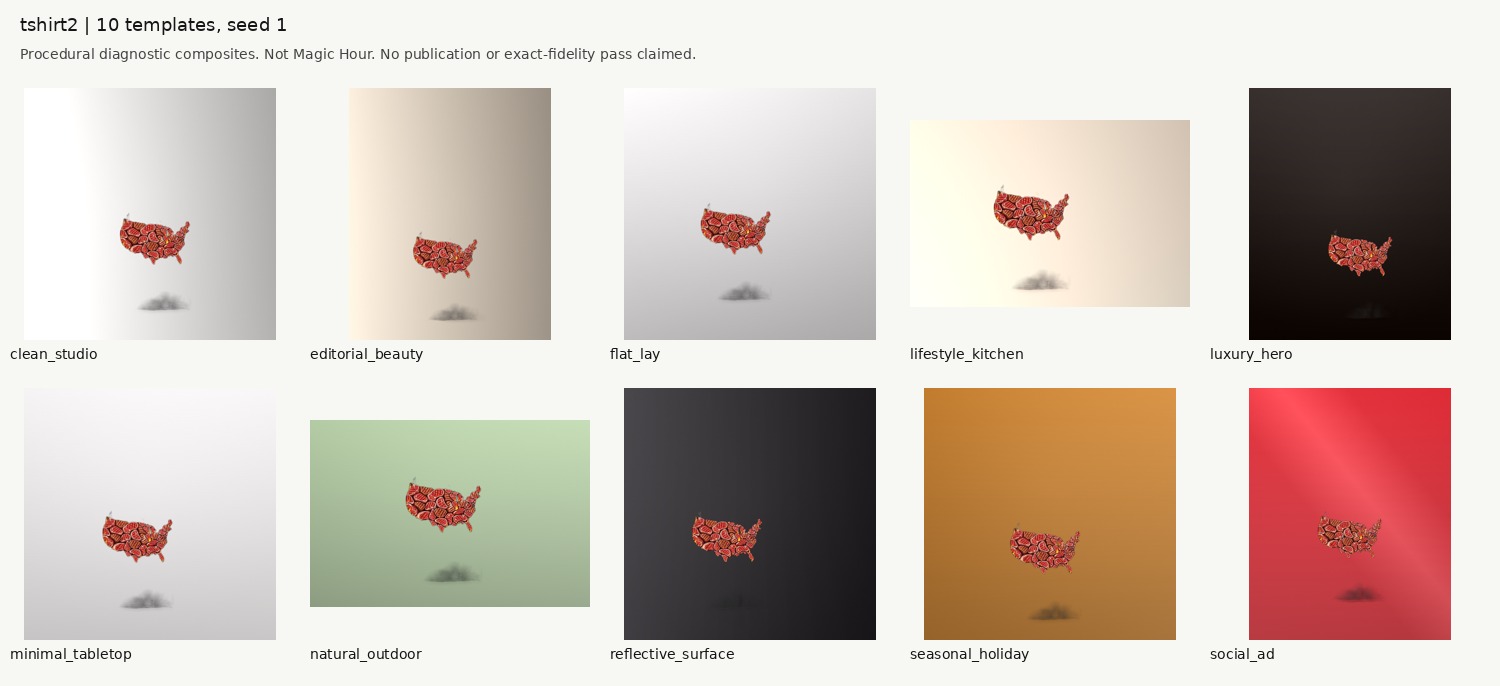 tshirt2 | 10 templates, seed 1
Procedural diagnostic composites. Not Magic Hour. No publication or exact-fidelity pass claimed.
clean_studio
editorial_beauty
flat_lay
lifestyle_kitchen
luxury_hero
minimal_tabletop
natural_outdoor
reflective_surface
seasonal_holiday
social_ad